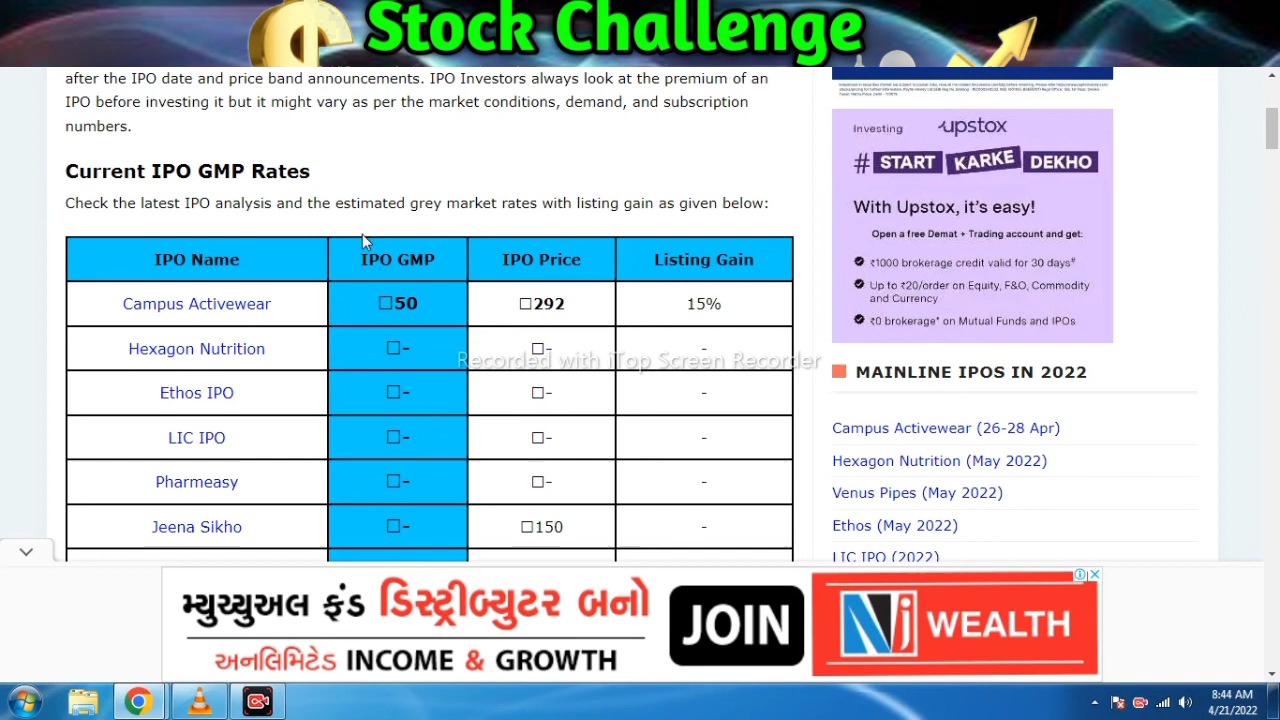 Stock Challenge
after the IPO date and price band announcements. IPO Investors always look at the premium of an
IPO before investing it but it might vary as per the market conditions, demand, and subscription
numbers.
Current IPO GMP Rates
Check the latest IPO analysis and the estimated grey market rates with listing gain as given below:
IPO Name IPO GMP IPO Price Listing Gain
Campus Activewear □50 □292 15%
Hexagon Nutrition □- □- -
Ethos IPO □- □- -
LIC IPO □- □- -
Pharmeasy □- □- -
Jeena Sikho □- □150 -
Recorded with iTop Screen Recorder
Investing upstox
# START KARKE DEKHO
With Upstox, it's easy!
Open a free Demat + Trading account and get:
₹1000 brokerage credit valid for 30 days#
Up to ₹20/order on Equity, F&O, Commodity
and Currency
₹0 brokerage* on Mutual Funds and IPOs
MAINLINE IPOS IN 2022
Campus Activewear (26-28 Apr)
Hexagon Nutrition (May 2022)
Venus Pipes (May 2022)
Ethos (May 2022)
LIC IPO (2022)
મ્યુચ્યુઅલ ફંડ ડિસ્ટ્રીબ્યુટર બનો
અનલિમિટેડ INCOME & GROWTH
JOIN
Nj WEALTH
8:44 AM
4/21/2022